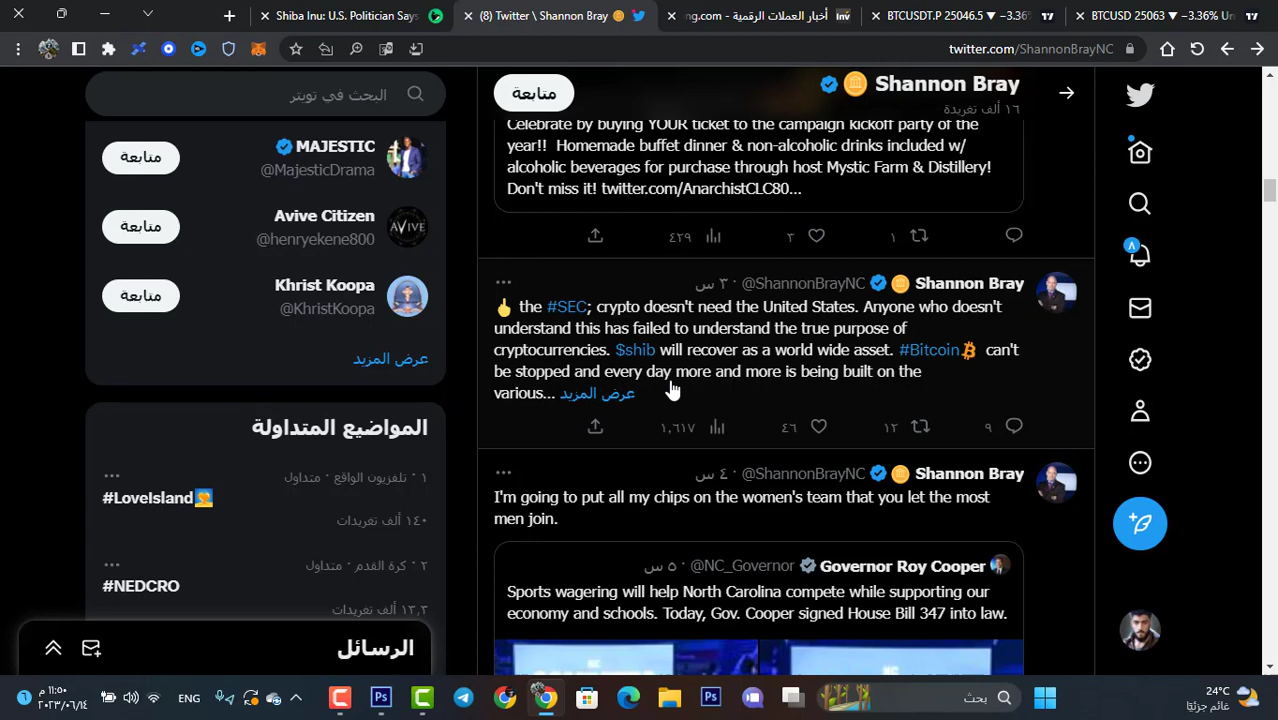 Shiba Inu: U.S. Politician Says
(8) Twitter \ Shannon Bray
أخبار العملات الرقمية - ng.com
BTCUSDT.P 25046.5 ▼ −3.36%
BTCUSD 25063 ▼ −3.36% Un
twitter.com/ShannonBrayNC
Shannon Bray
١٦ ألف تغريدة
متابعة
Celebrate by buying YOUR ticket to the campaign kickoff party of the
year!! Homemade buffet dinner & non-alcoholic drinks included w/
alcoholic beverages for purchase through host Mystic Farm & Distillery!
Don't miss it! twitter.com/AnarchistCLC80...
١
٣
٤٢٩
Shannon Bray @ShannonBrayNC · ٣ س
the #SEC; crypto doesn't need the United States. Anyone who doesn't
understand this has failed to understand the true purpose of
cryptocurrencies. $shib will recover as a world wide asset. #Bitcoin can't
be stopped and every day more and more is being built on the
various... عرض المزيد
٩
١٢
٤٦
١,٦١٧
Shannon Bray @ShannonBrayNC · ٤ س
I'm going to put all my chips on the women's team that you let the most
men join.
Governor Roy Cooper @NC_Governor · ٥ س
Sports wagering will help North Carolina compete while supporting our
economy and schools. Today, Gov. Cooper signed House Bill 347 into law.
البحث في تويتر
MAJESTIC
@MajesticDrama
متابعة
Avive Citizen
@henryekene800
متابعة
AVIVE
Khrist Koopa
@KhristKoopa
متابعة
عرض المزيد
المواضيع المتداولة
١ · تلفزيون الواقع · متداول
#LoveIsland
١٤٠ ألف تغريدات
٢ · كرة القدم · متداول
#NEDCRO
١٣,٣ ألف تغريدات
الرسائل
٨
بحث
ENG
١١:٥٠ م
٢٠٢٣/٠٦/١٤
٦
24°C
غائم جزئيًا